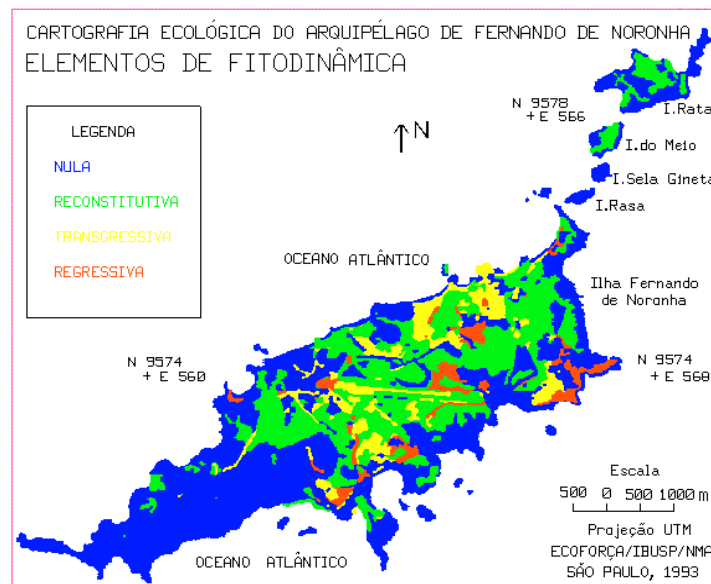 CARTOGRAFIA ECOLÓGICA DO ARQUIPÉLAGO DE FERNANDO DE NORONHA
ELEMENTOS DE FITODINÂMICA
LEGENDA
NULA
RECONSTITUTIVA
TRANSGRESSIVA
REGRESSIVA
N
N 9578
+ E 566
I.Rata
I.do Meio
I.Sela Gineta
I.Rasa
OCEANO ATLÂNTICO
Ilha Fernando
de Noronha
N 9574
+ E 560
N 9574
+ E 568
Escala
500 0 500 1000 m
Projeção UTM
ECOFORÇA/IBUSP/NMA
SÃO PAULO, 1993
OCEANO ATLÂNTICO